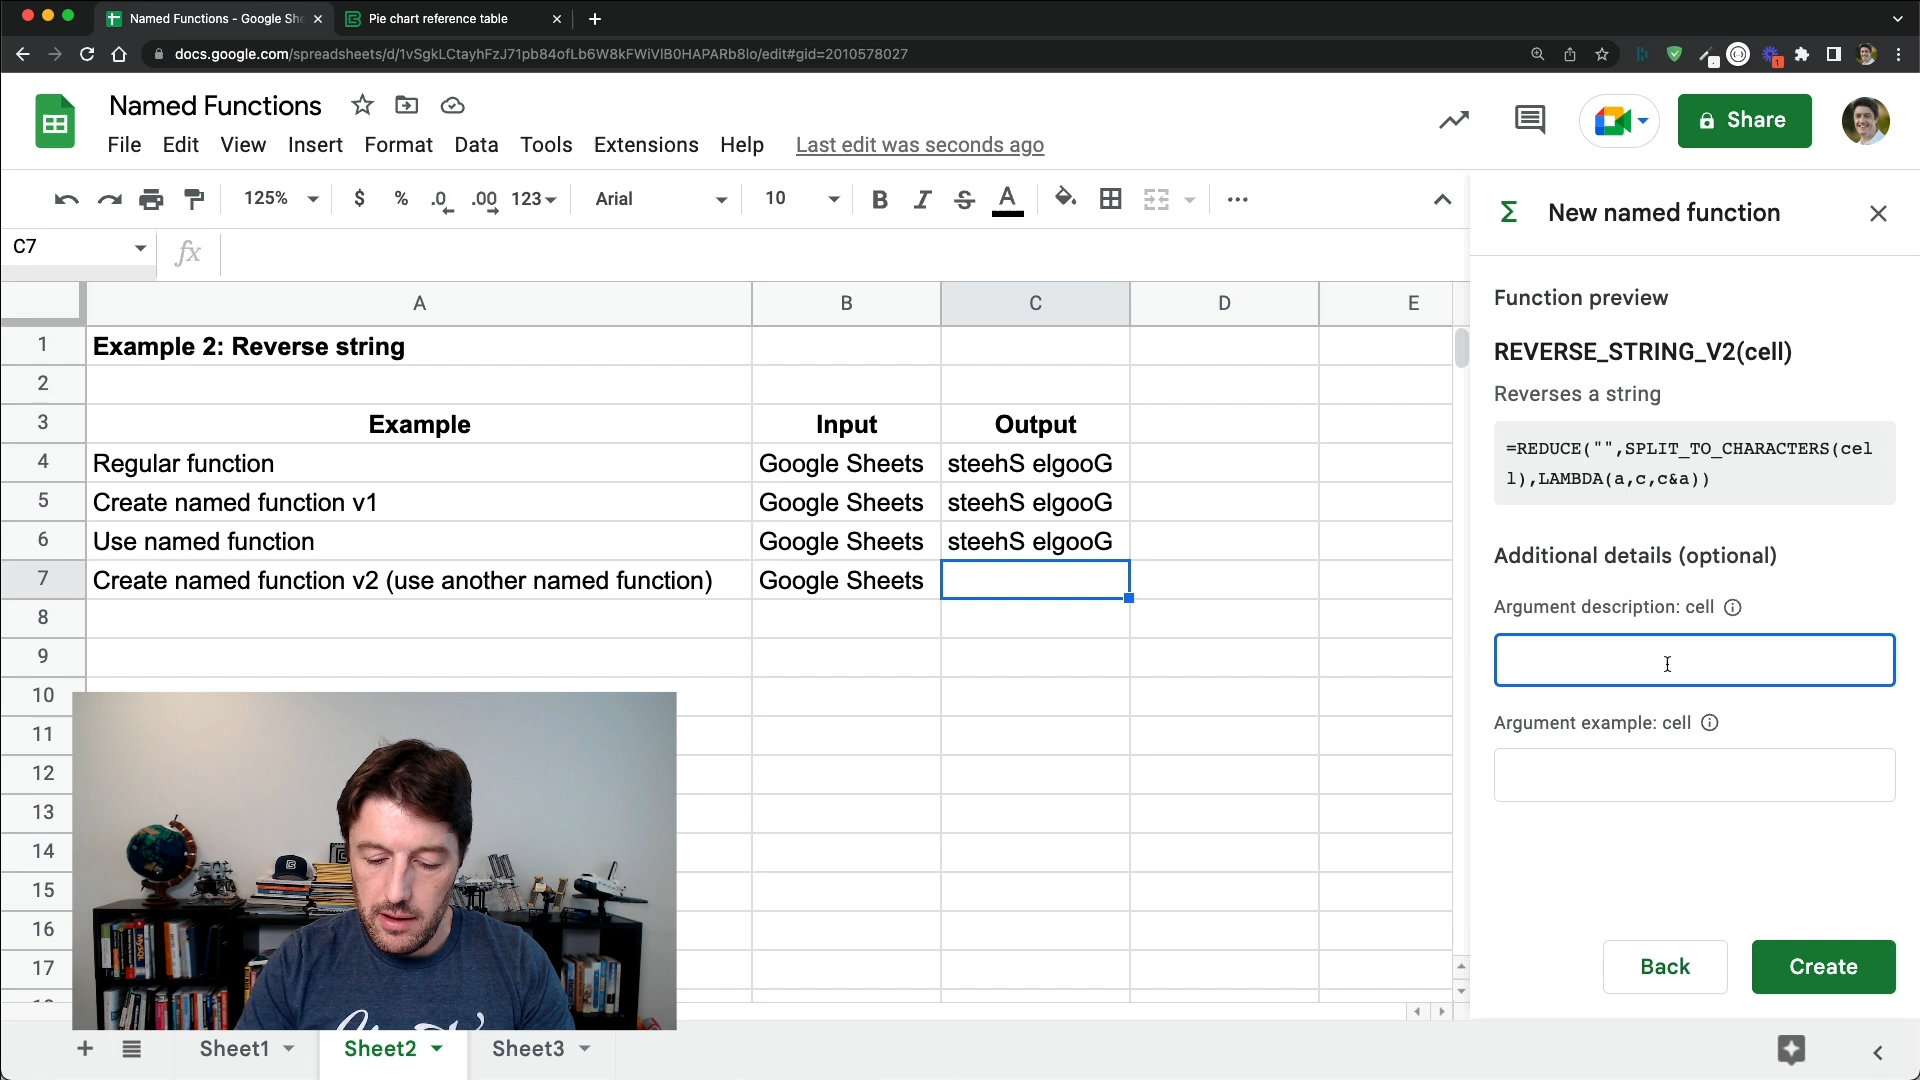 Named Functions - Google She
Pie chart reference table
docs.google.com/spreadsheets/d/1vSgkLCtayhFzJ71pb84ofLb6W8kFWiVlB0HAPARb8lo/edit#gid=2010578027
Named Functions
File Edit View Insert Format Data Tools Extensions Help Last edit was seconds ago
Share
125% $ % .0 .00 123 Arial 10 B I S A
C7 fx
A B C D E
1 Example 2: Reverse string
2
3 Example Input Output
4 Regular function Google Sheets steehS elgooG
5 Create named function v1 Google Sheets steehS elgooG
6 Use named function Google Sheets steehS elgooG
7 Create named function v2 (use another named function) Google Sheets
8
9
10
11
12
13
14
15
16
17
Σ New named function
Function preview
REVERSE_STRING_V2(cell)
Reverses a string
=REDUCE("",SPLIT_TO_CHARACTERS(cel
l),LAMBDA(a,c,c&a))
Additional details (optional)
Argument description: cell
Argument example: cell
Back Create
Sheet1 Sheet2 Sheet3